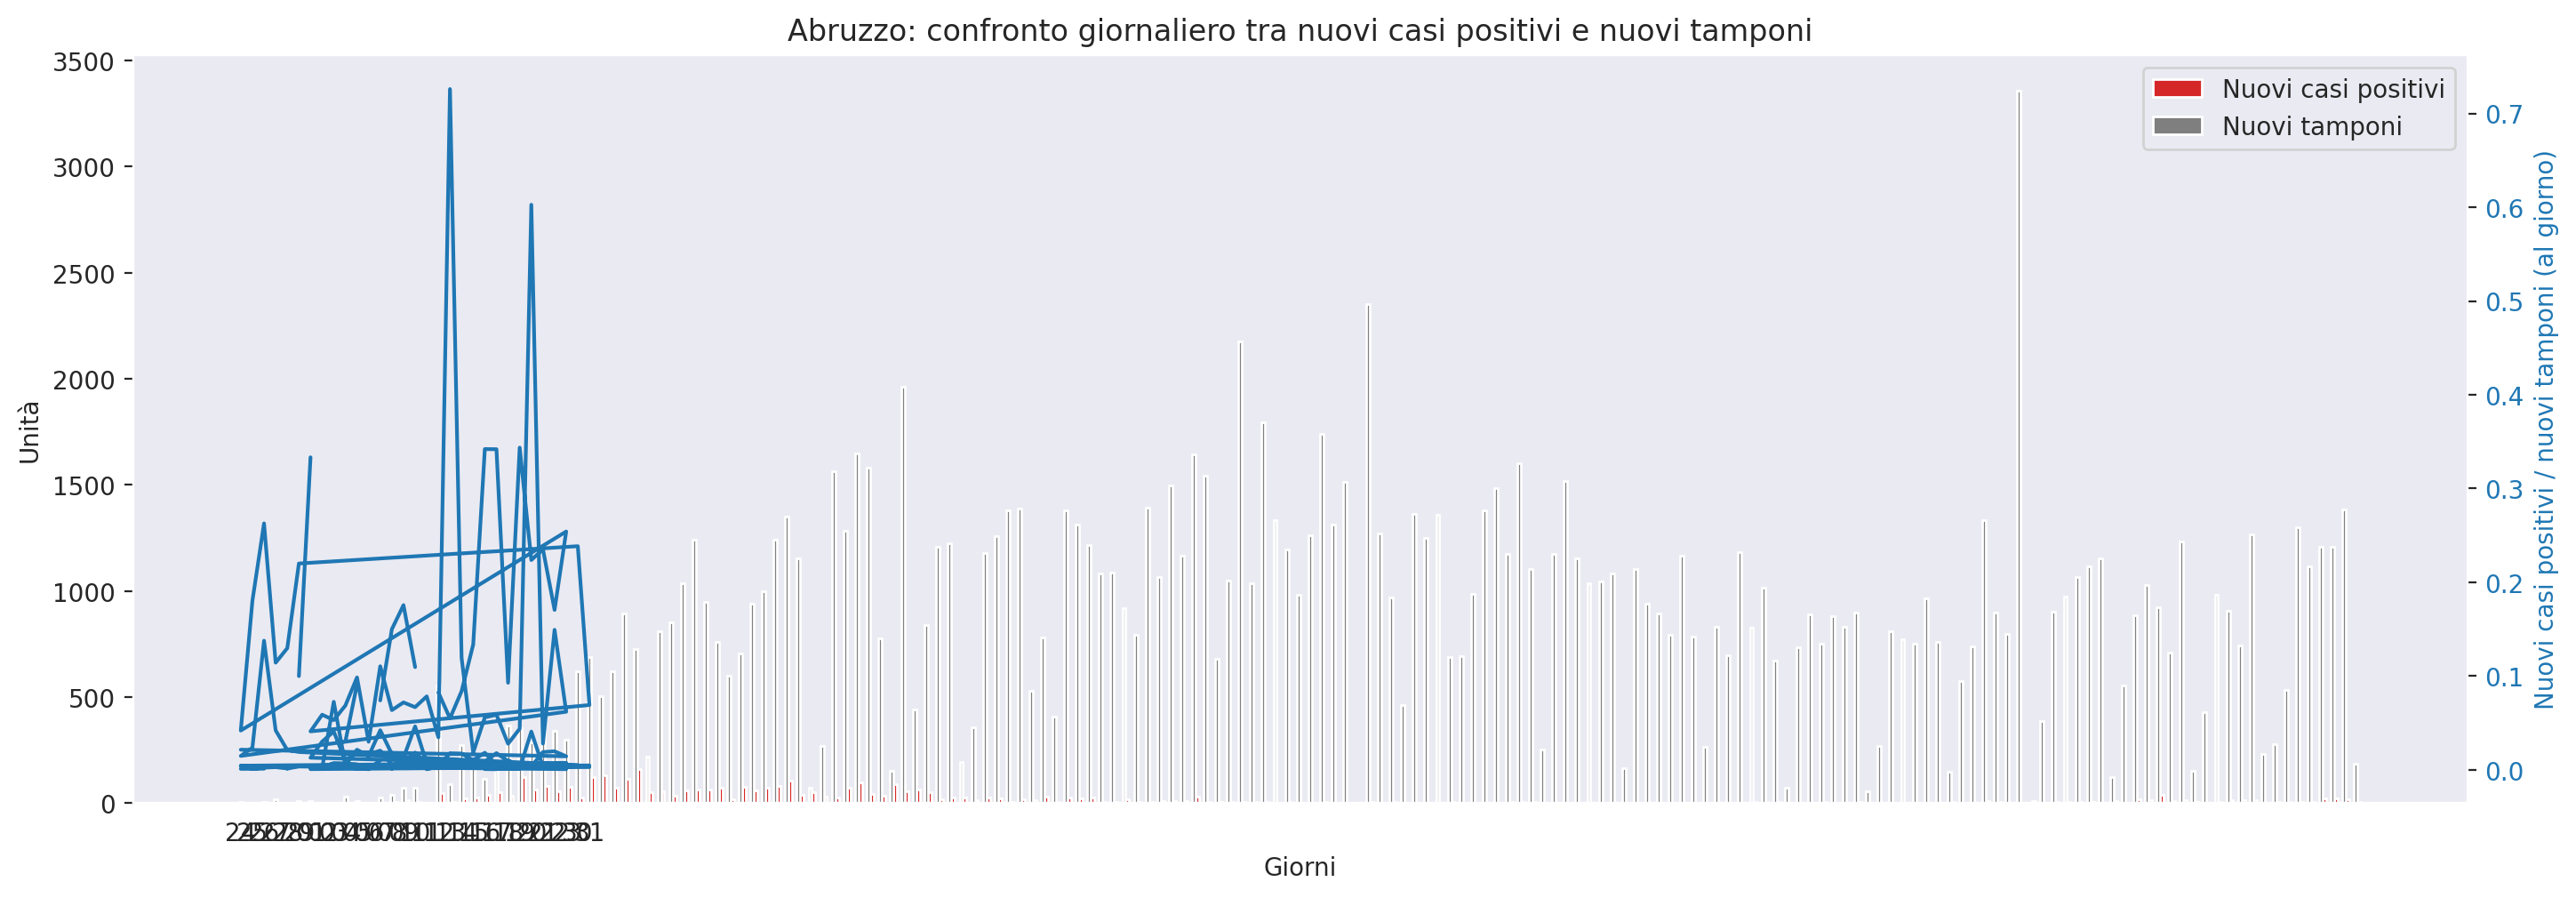 Abruzzo: confronto giornaliero tra nuovi casi positivi e nuovi tamponi
3500
3000
2500
2000
1500
1000
500
0
Unità
Nuovi casi positivi
Nuovi tamponi
0.7
0.6
0.5
0.4
0.3
0.2
0.1
0.0
Nuovi casi positivi / nuovi tamponi (al giorno)
Giorni